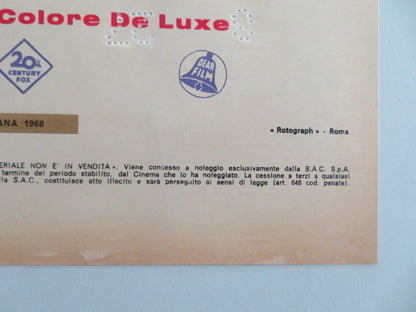 Colore De Luxe
20th
CENTURY
FOX
DEAR
FILM
ANA 1968
« Rotograph » - Roma
ERIALE NON E' IN VENDITA ». Viene concesso a noleggio esclusivamente dalla S.A.C. S.p.A.
termine del periodo stabilito, dal Cinema che lo ha noleggiato. La cessione a terzi a qualsiasi
lla S.A.C., costituisce atto illecito e sarà perseguito ai sensi di legge (art. 646 cod. penale).